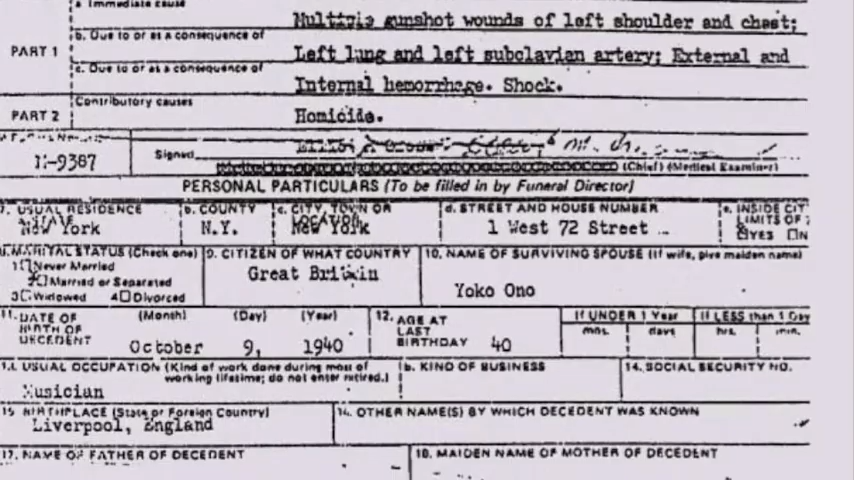 a Immediate cause
Multiple gunshot wounds of left shoulder and chest;
b. Due to or as a consequence of
PART 1
Left lung and left subclavian artery; External and
c. Due to or as a consequence of
Internal hemorrhage. Shock.
Contributory causes
PART 2
Homicide.
M-9387
Signed
(Chief) (Medical Examiner)
PERSONAL PARTICULARS (To be filled in by Funeral Director)
7. USUAL RESIDENCE b. COUNTY c. CITY, TOWN OR d. STREET AND HOUSE NUMBER e. INSIDE CIT
a. STATE LOCATION LIMITS OF 7
New York N.Y. New York 1 West 72 Street YES N
8. MARITAL STATUS (Check one) 9. CITIZEN OF WHAT COUNTRY 10. NAME OF SURVIVING SPOUSE (If wife, give maiden name)
1 Never Married Great Britain
2 Married or Separated
3 Widowed 4 Divorced Yoko Ono
11. DATE OF (Month) (Day) (Year) 12. AGE AT If UNDER 1 Year If LESS than 1 Day
BIRTH OF LAST mos. days hrs. min.
DECEDENT October 9, 1940 BIRTHDAY 40
13. USUAL OCCUPATION (Kind of work done during most of b. KIND OF BUSINESS 14. SOCIAL SECURITY NO.
working lifetime; do not enter retired.)
Musician
15 BIRTHPLACE (State or Foreign Country) 16. OTHER NAME(S) BY WHICH DECEDENT WAS KNOWN
Liverpool, England
17. NAME OF FATHER OF DECEDENT 18. MAIDEN NAME OF MOTHER OF DECEDENT